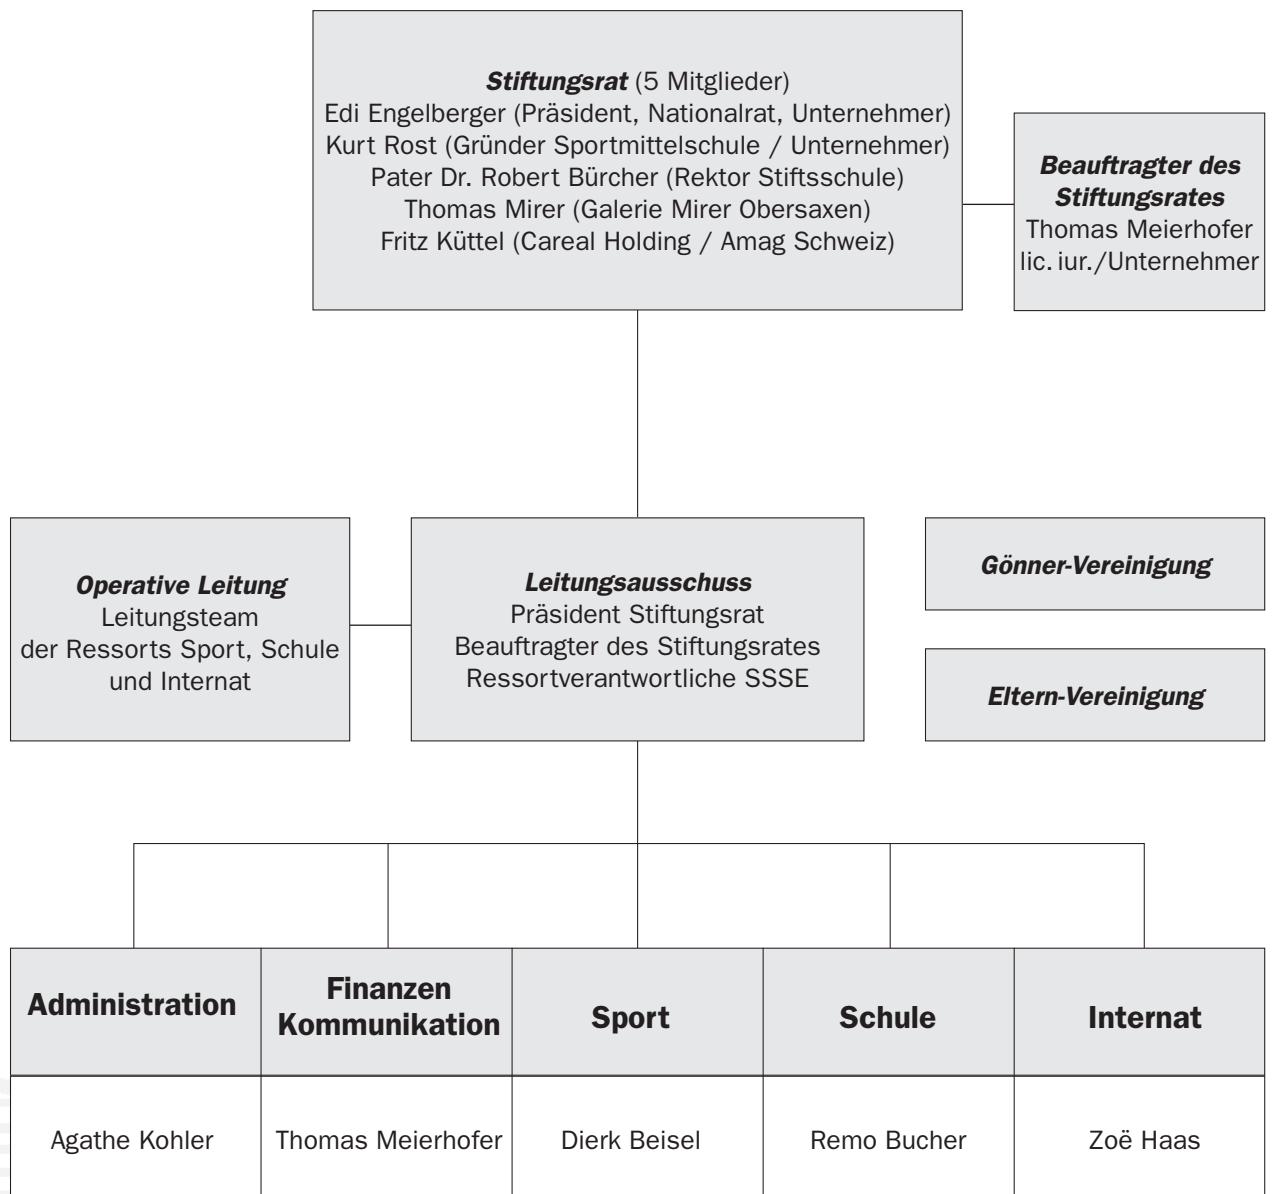 Stiftungsrat (5 Mitglieder)
Edi Engelberger (Präsident, Nationalrat, Unternehmer)
Kurt Rost (Gründer Sportmittelschule / Unternehmer)
Pater Dr. Robert Bürcher (Rektor Stiftsschule)
Thomas Mirer (Galerie Mirer Obersaxen)
Fritz Küttel (Careal Holding / Amag Schweiz)
Beauftragter des
Stiftungsrates
Thomas Meierhofer
lic. iur./Unternehmer
Operative Leitung
Leitungsteam
der Ressorts Sport, Schule
und Internat
Leitungsausschuss
Präsident Stiftungsrat
Beauftragter des Stiftungsrates
Ressortverantwortliche SSSE
Gönner-Vereinigung
Eltern-Vereinigung
Administration
Finanzen
Kommunikation
Sport
Schule
Internat
Agathe Kohler
Thomas Meierhofer
Dierk Beisel
Remo Bucher
Zoë Haas